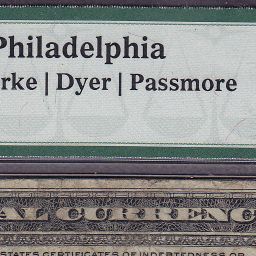 Philadelphia
rke | Dyer | Passmore
AL CURRENC
STATES CERTIFICATES OF INDEBTEDNESS OR